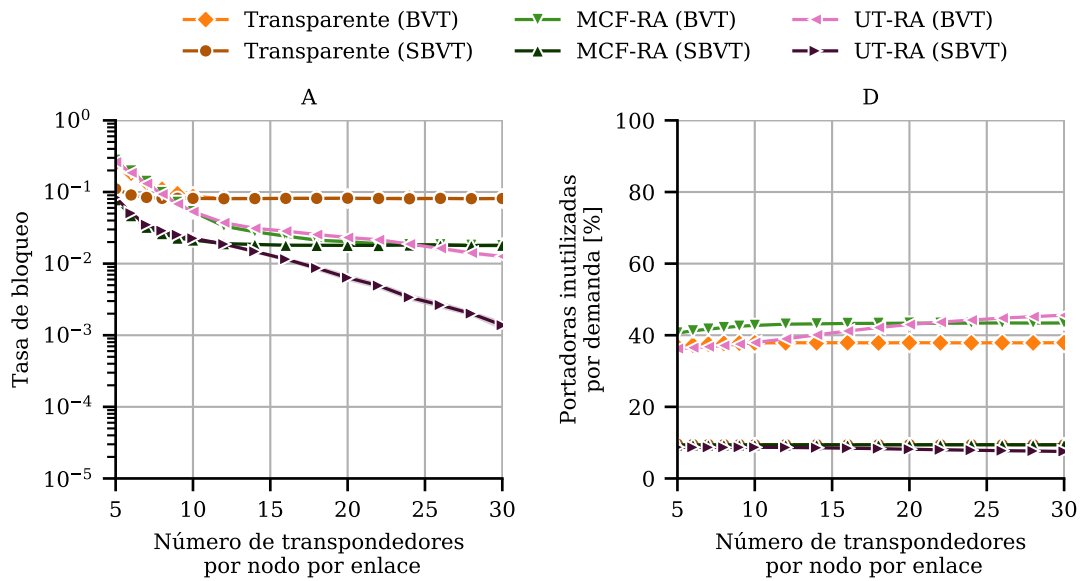 Transparente (BVT)
Transparente (SBVT)
MCF-RA (BVT)
MCF-RA (SBVT)
UT-RA (BVT)
UT-RA (SBVT)
A
Tasa de bloqueo
10⁰
10⁻¹
10⁻²
10⁻³
10⁻⁴
10⁻⁵
5 10 15 20 25 30
Número de transpondedores
por nodo por enlace
D
Portadoras inutilizadas
por demanda [%]
100
80
60
40
20
0
5 10 15 20 25 30
Número de transpondedores
por nodo por enlace